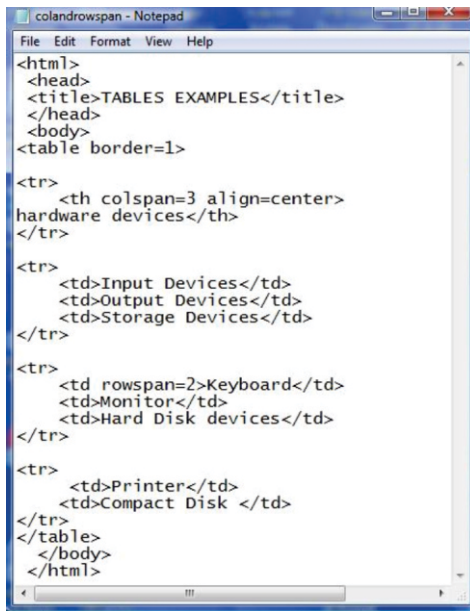 colandrowspan - Notepad
File Edit Format View Help
<html>
<head>
<title>TABLES EXAMPLES</title>
</head>
<body>
<table border=1>
<tr>
<th colspan=3 align=center>
hardware devices</th>
</tr>
<tr>
<td>Input Devices</td>
<td>Output Devices</td>
<td>Storage Devices</td>
</tr>
<tr>
<td rowspan=2>Keyboard</td>
<td>Monitor</td>
<td>Hard Disk devices</td>
</tr>
<tr>
<td>Printer</td>
<td>Compact Disk </td>
</tr>
</table>
</body>
</html>